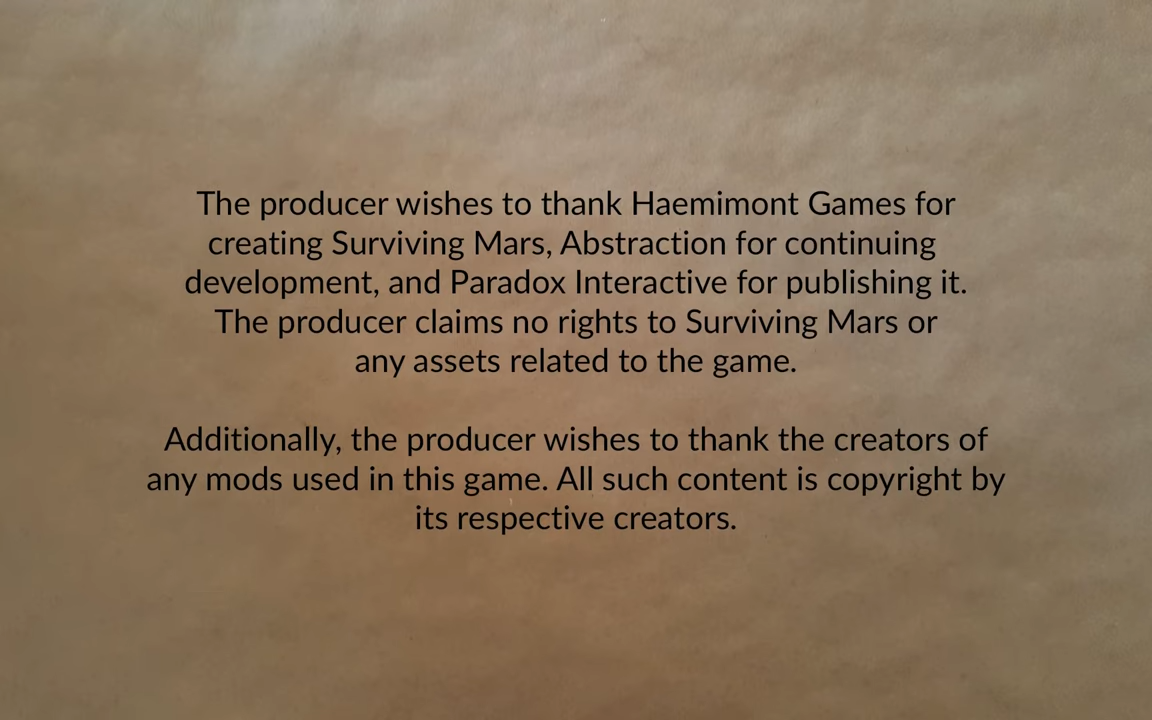 The producer wishes to thank Haemimont Games for
creating Surviving Mars, Abstraction for continuing
development, and Paradox Interactive for publishing it.
The producer claims no rights to Surviving Mars or
any assets related to the game.
Additionally, the producer wishes to thank the creators of
any mods used in this game. All such content is copyright by
its respective creators.